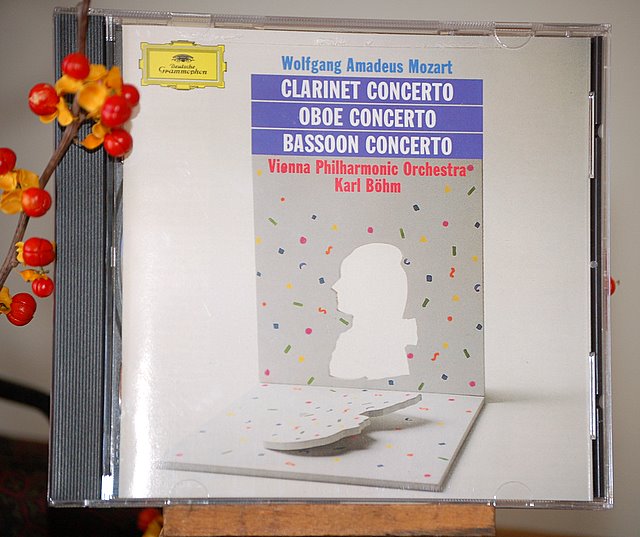 Deutsche
Grammophon
Wolfgang Amadeus Mozart
CLARINET CONCERTO
OBOE CONCERTO
BASSOON CONCERTO
Vienna Philharmonic Orchestra
Karl Böhm